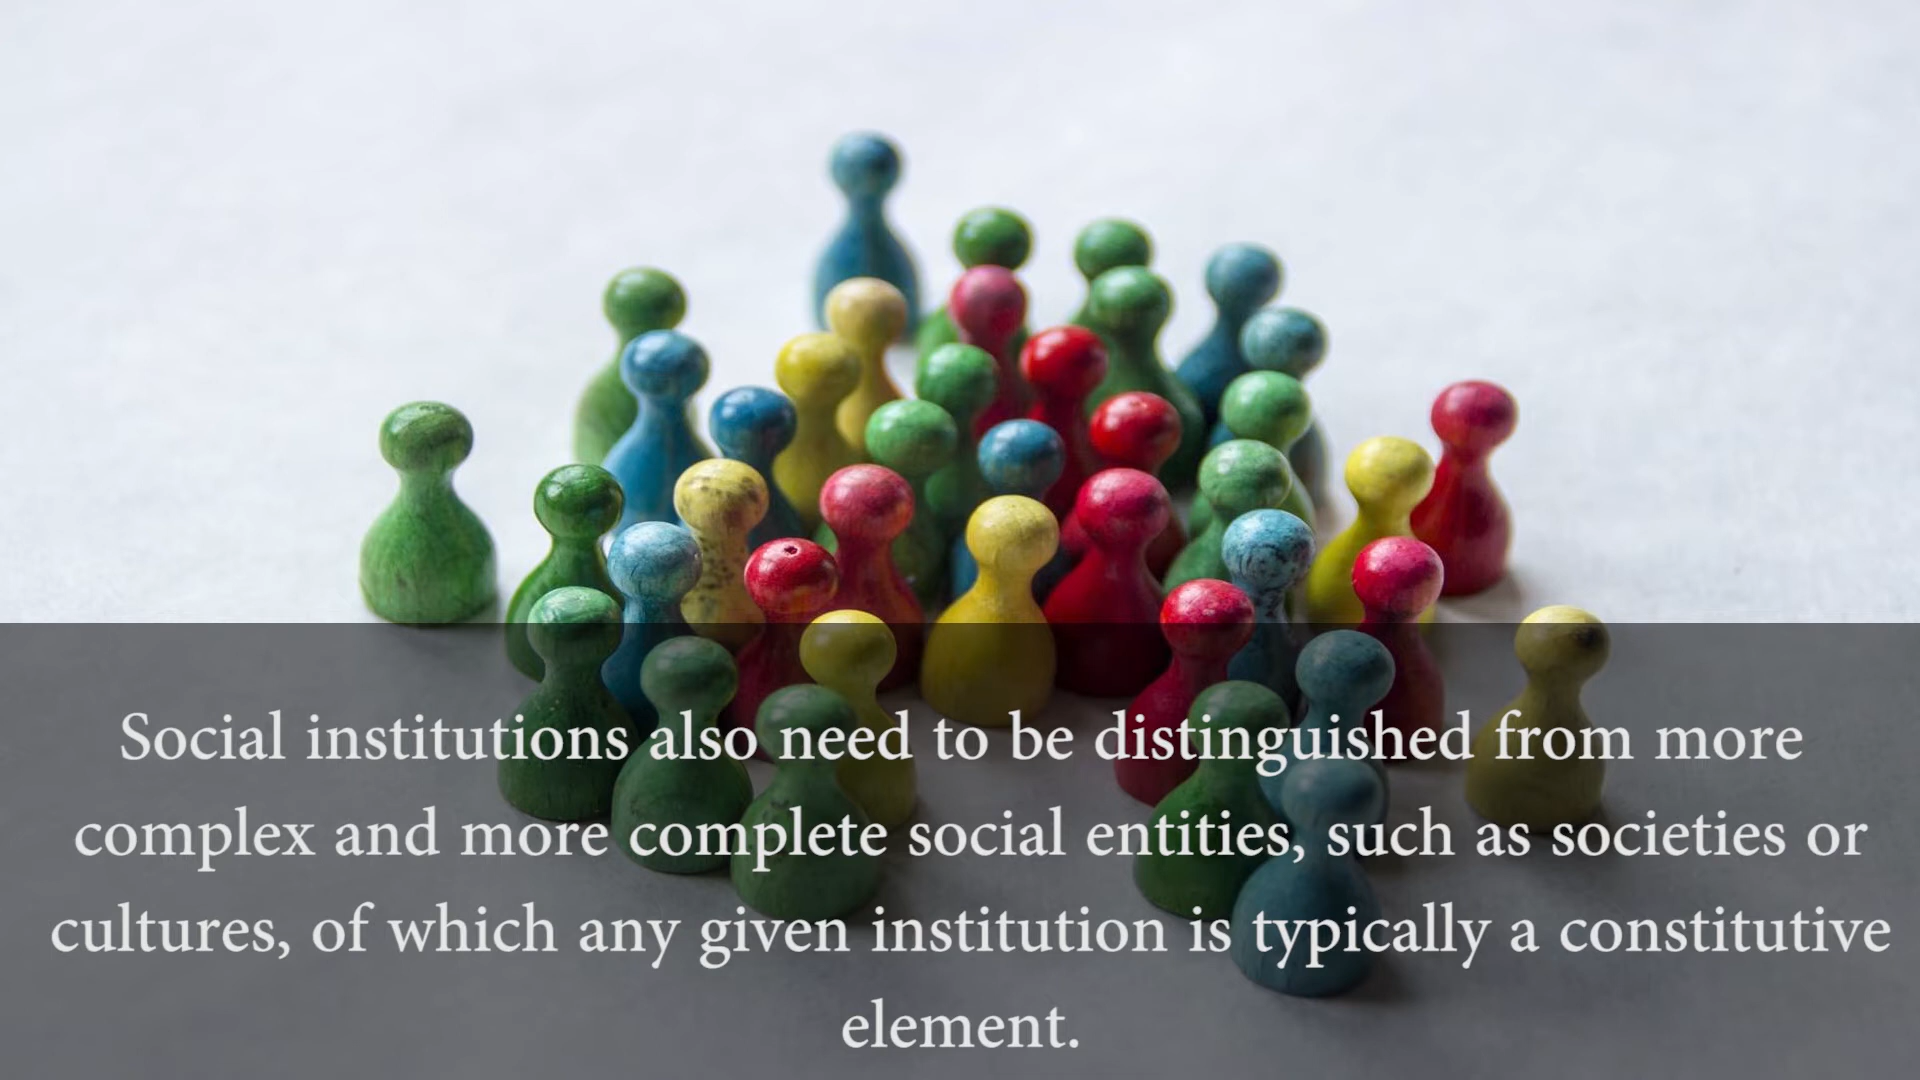 Social institutions also need to be distinguished from more
complex and more complete social entities, such as societies or
cultures, of which any given institution is typically a constitutive
element.